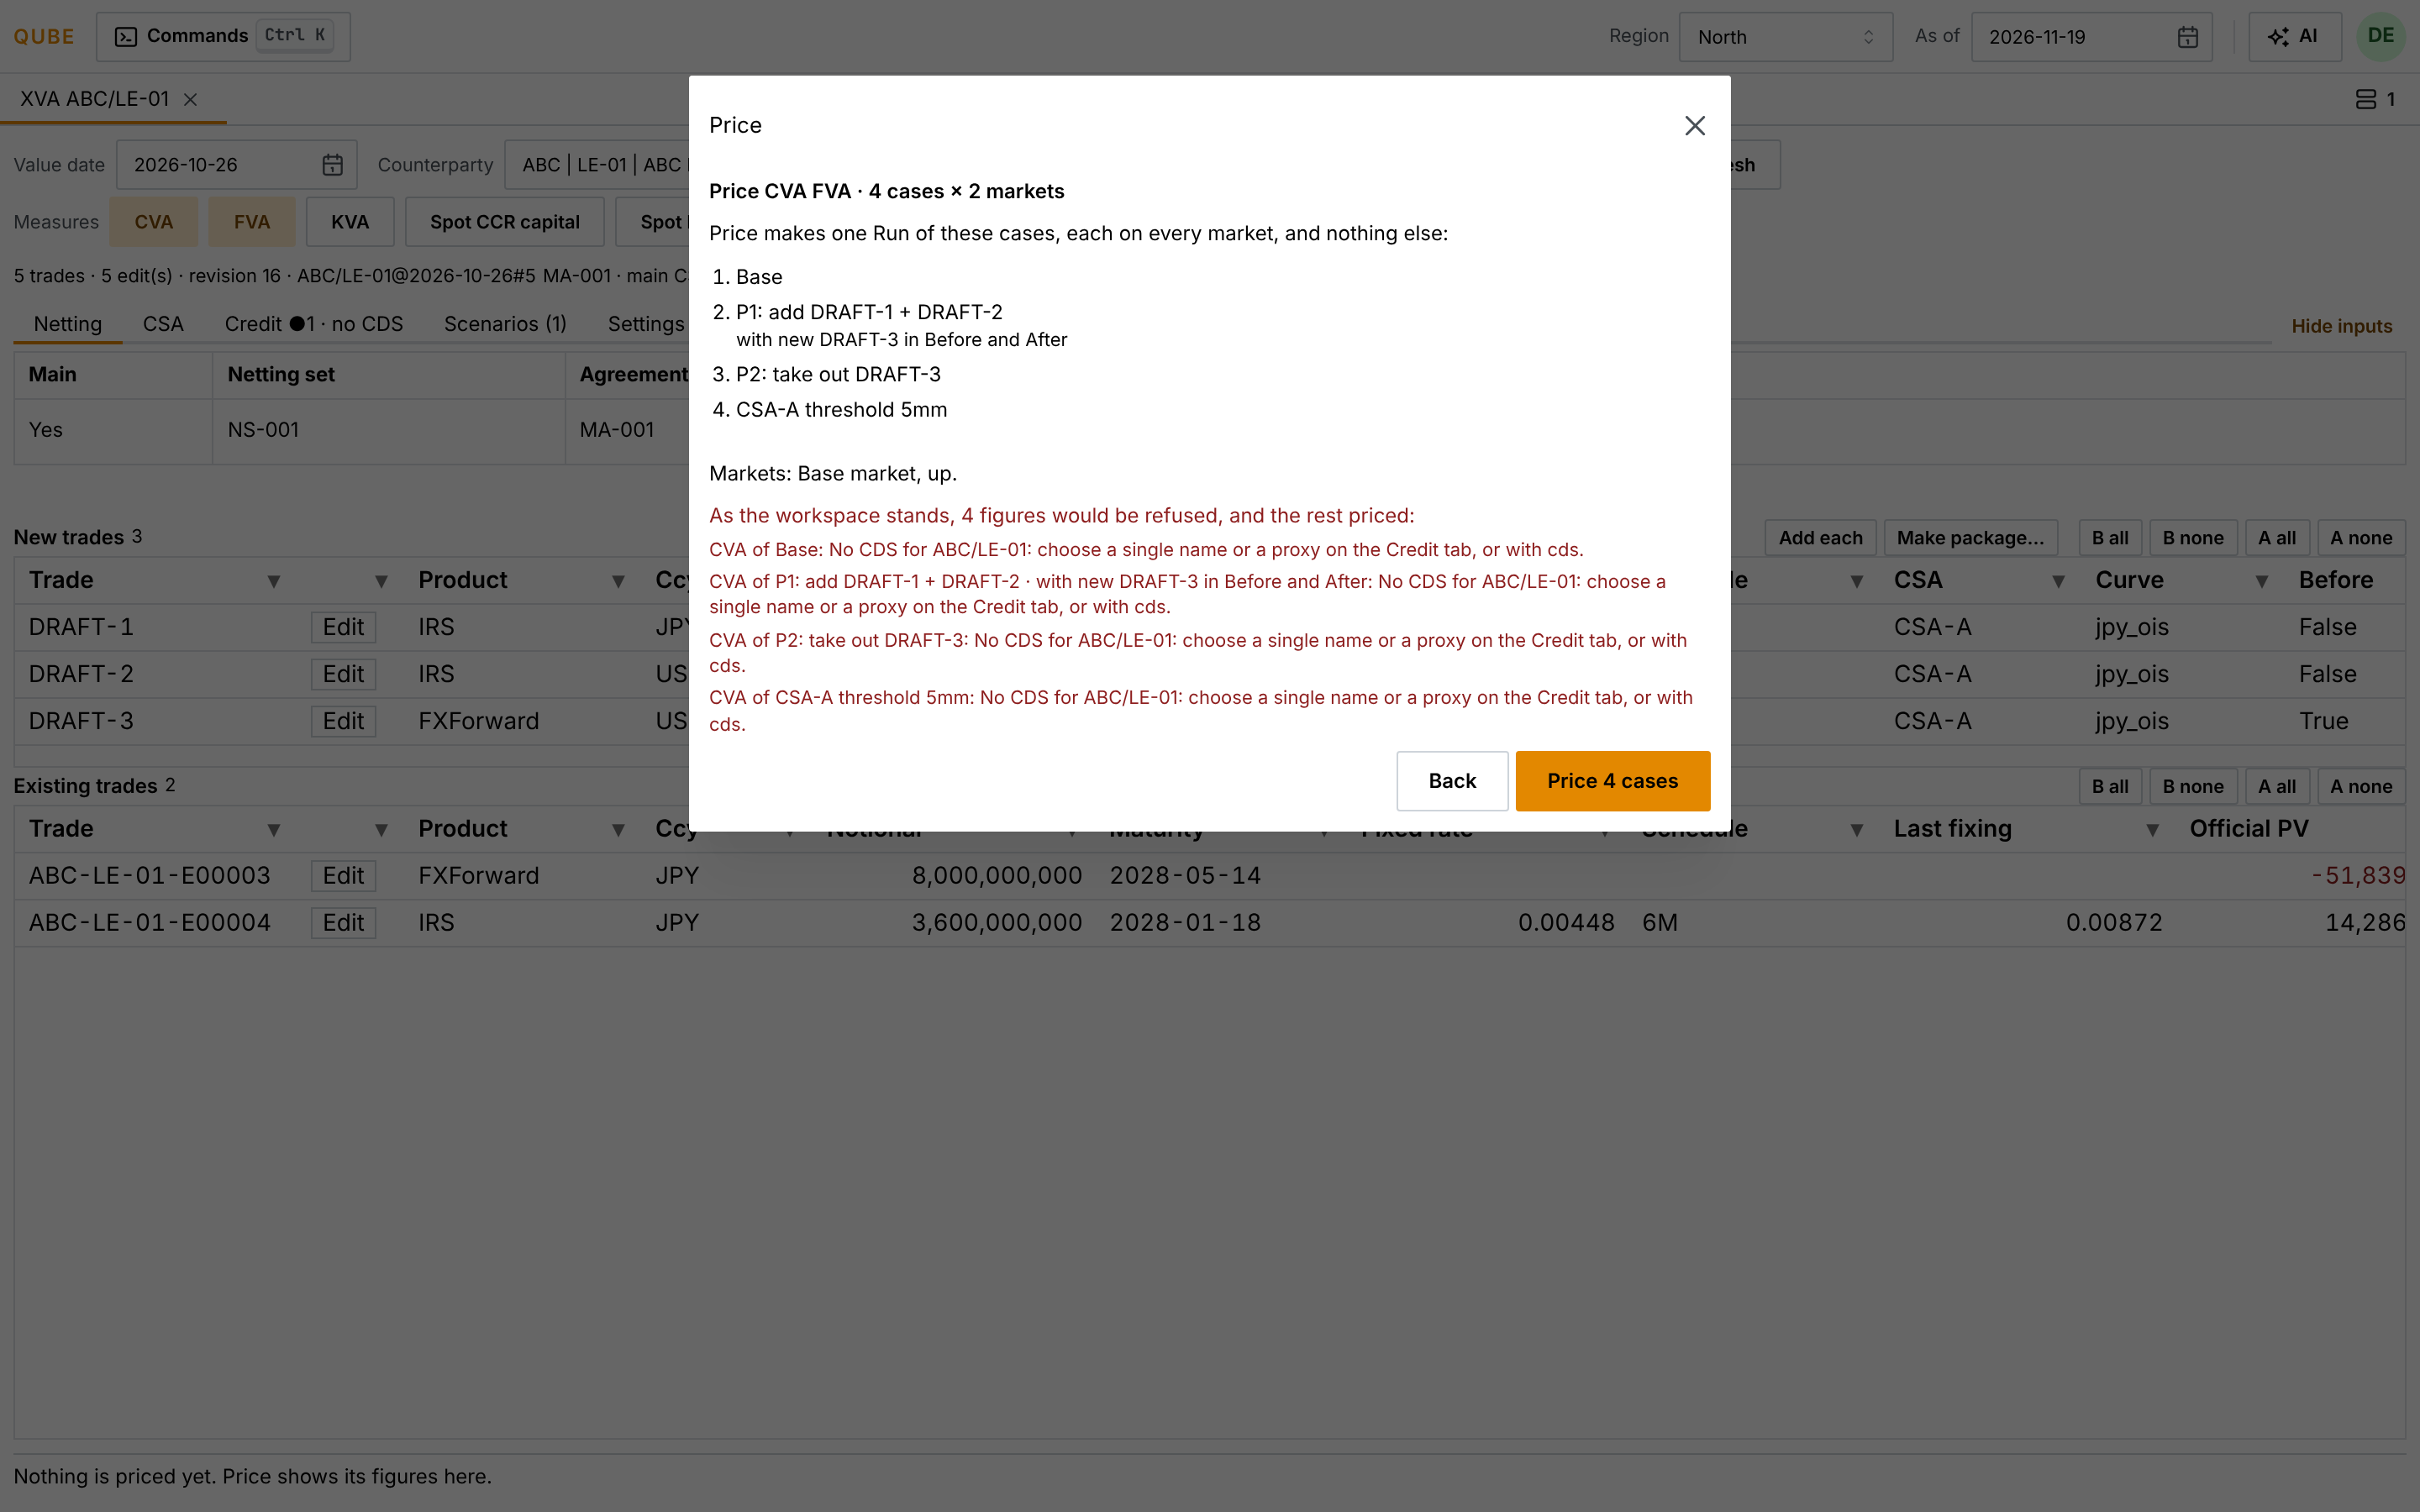 QUBE
Commands Ctrl K
Region North
As of 2026-11-19
AI
DE
XVA ABC/LE-01
1
Value date 2026-10-26
Counterparty ABC | LE-01 | ABC
Measures CVA FVA KVA Spot CCR capital Spot
5 trades · 5 edit(s) · revision 16 · ABC/LE-01@2026-10-26#5 MA-001 · main
Netting CSA Credit ●1 · no CDS Scenarios (1) Settings
Hide inputs
Main Netting set Agreement
Yes NS-001 MA-001
Price
Price CVA FVA · 4 cases × 2 markets
Price makes one Run of these cases, each on every market, and nothing else:
1. Base
2. P1: add DRAFT-1 + DRAFT-2
with new DRAFT-3 in Before and After
3. P2: take out DRAFT-3
4. CSA-A threshold 5mm
Markets: Base market, up.
As the workspace stands, 4 figures would be refused, and the rest priced:
CVA of Base: No CDS for ABC/LE-01: choose a single name or a proxy on the Credit tab, or with cds.
CVA of P1: add DRAFT-1 + DRAFT-2 · with new DRAFT-3 in Before and After: No CDS for ABC/LE-01: choose a
single name or a proxy on the Credit tab, or with cds.
CVA of P2: take out DRAFT-3: No CDS for ABC/LE-01: choose a single name or a proxy on the Credit tab, or with
cds.
CVA of CSA-A threshold 5mm: No CDS for ABC/LE-01: choose a single name or a proxy on the Credit tab, or with
cds.
Back Price 4 cases
New trades 3
Add each Make package... B all B none A all A none
Trade Product Ccy CSA Curve Before
DRAFT-1 Edit IRS JPY CSA-A jpy_ois False
DRAFT-2 Edit IRS US CSA-A jpy_ois False
DRAFT-3 Edit FXForward US CSA-A jpy_ois True
Existing trades 2
B all B none A all A none
Trade Product Ccy Notional Maturity Fixed rate Schedule Last fixing Official PV
ABC-LE-01-E00003 Edit FXForward JPY 8,000,000,000 2028-05-14 -51,839
ABC-LE-01-E00004 Edit IRS JPY 3,600,000,000 2028-01-18 0.00448 6M 0.00872 14,286
Nothing is priced yet. Price shows its figures here.